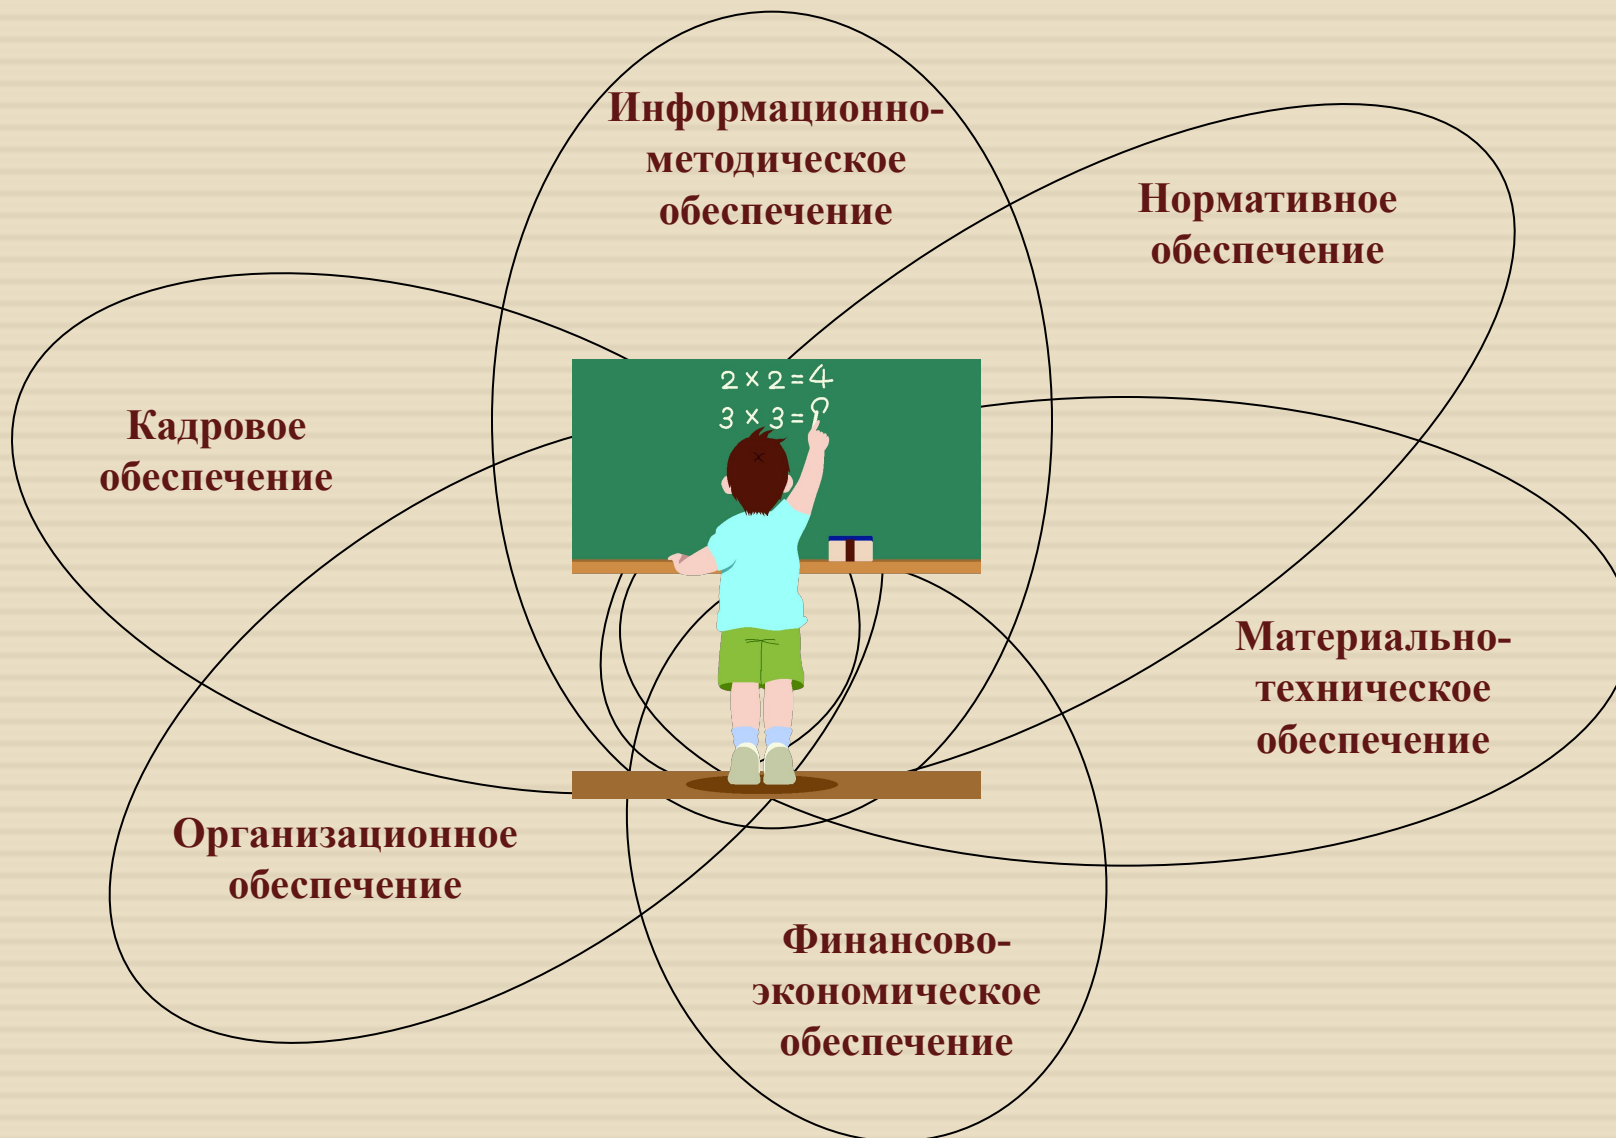 Информационно-
методическое
обеспечение
Нормативное
обеспечение
2 × 2 = 4
3 × 3 =
Кадровое
обеспечение
Материально-
техническое
обеспечение
Организационное
обеспечение
Финансово-
экономическое
обеспечение